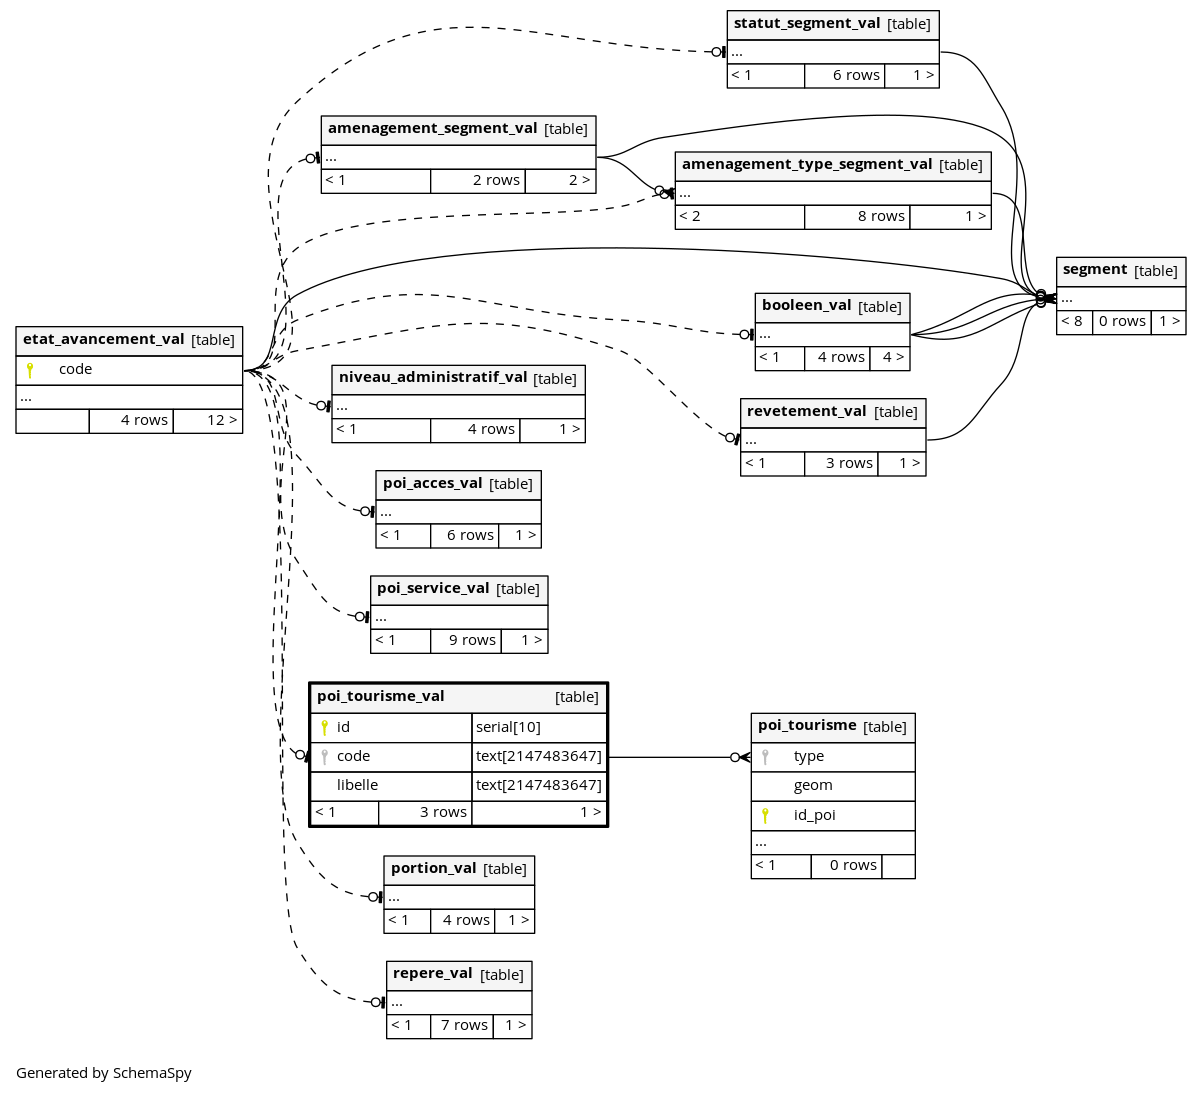 statut_segment_val [table]
...
< 1 6 rows 1 >
amenagement_segment_val [table]
...
< 1 2 rows 2 >
amenagement_type_segment_val [table]
...
< 2 8 rows 1 >
segment [table]
...
< 8 0 rows 1 >
booleen_val [table]
...
< 1 4 rows 4 >
etat_avancement_val [table]
code
...
4 rows 12 >
niveau_administratif_val [table]
...
< 1 4 rows 1 >
revetement_val [table]
...
< 1 3 rows 1 >
poi_acces_val [table]
...
< 1 6 rows 1 >
poi_service_val [table]
...
< 1 9 rows 1 >
poi_tourisme_val [table]
id serial[10]
code text[2147483647]
libelle text[2147483647]
< 1 3 rows 1 >
poi_tourisme [table]
type
geom
id_poi
...
< 1 0 rows
portion_val [table]
...
< 1 4 rows 1 >
repere_val [table]
...
< 1 7 rows 1 >
Generated by SchemaSpy